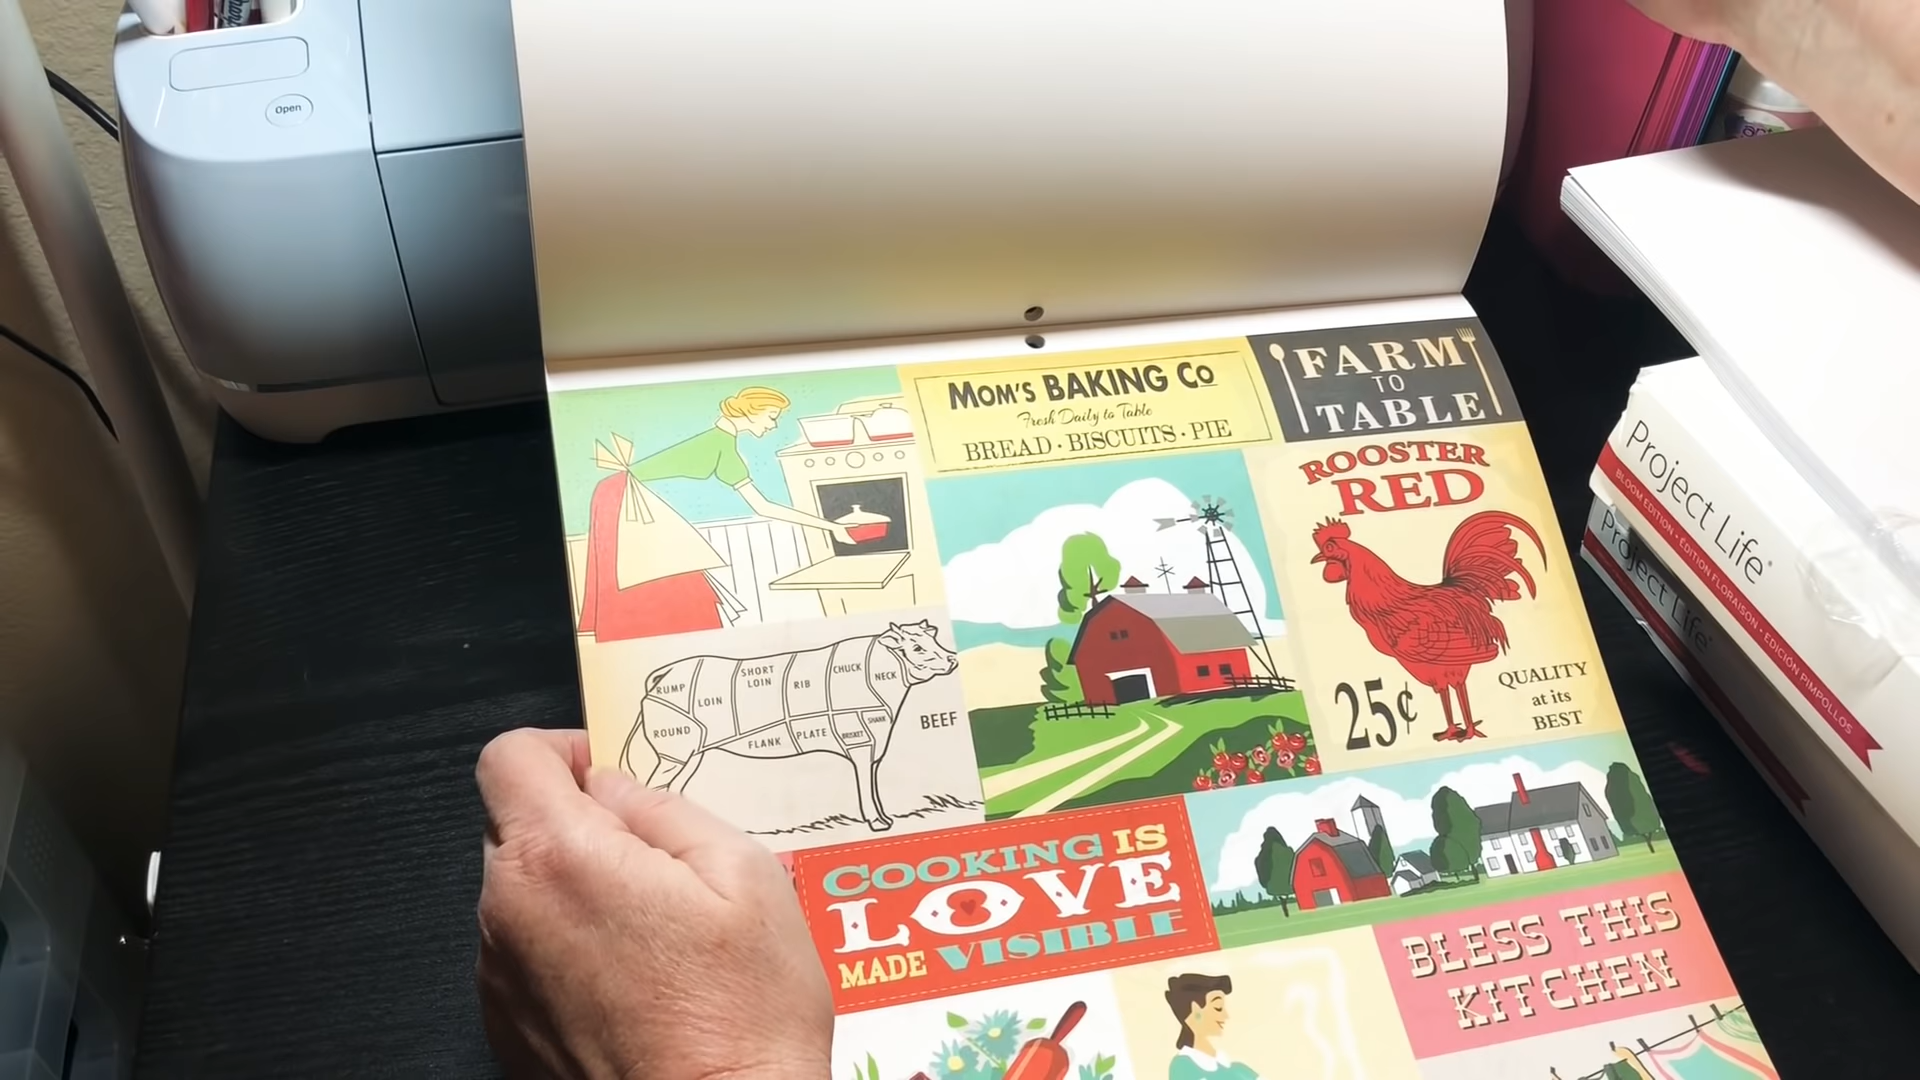 Open
MOM'S BAKING CO
Fresh Daily to Table
BREAD · BISCUITS · PIE
FARM
TO
TABLE
ROOSTER
RED
25¢
QUALITY
at its
BEST
RUMP
LOIN
SHORT
LOIN
RIB
CHUCK
NECK
ROUND
FLANK
PLATE
BRISKET
SHANK
BEEF
COOKING IS
LOVE
MADE VISIBLE
BLESS THIS
KITCHEN
Project Life
BLOOM EDITION • ÉDITION FLORAISON • EDICIÓN PIMPOLLOS
Project Life